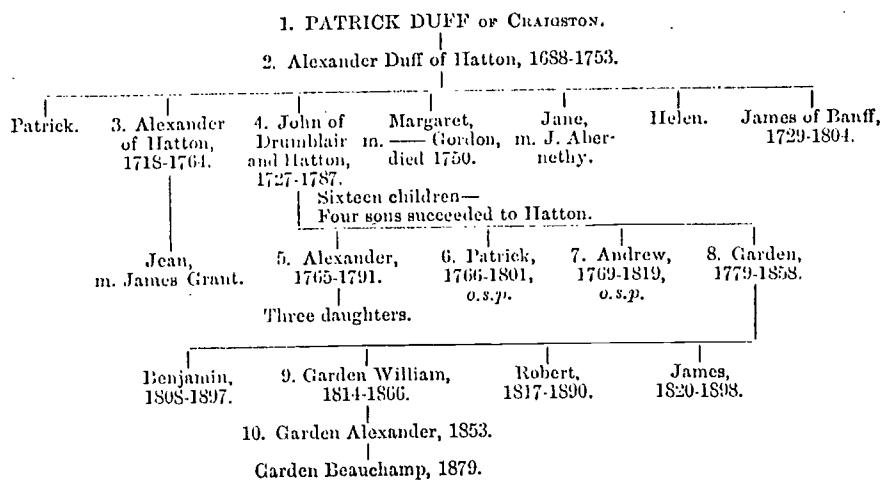 1. PATRICK DUFF OF CRAIGSTON.
2. Alexander Duff of Hatton, 1688-1753.
Patrick.
3. Alexander
of Hatton,
1718-1764.
4. John of
Drumblair
and Hatton,
1727-1787.
Margaret,
m. —— Gordon,
died 1750.
Jane,
m. J. Aber-
nethy.
Helen.
James of Banff,
1729-1804.
Sixteen children—
Four sons succeeded to Hatton.
Jean,
m. James Grant.
5. Alexander,
1765-1791.
6. Patrick,
1766-1801,
o.s.p.
7. Andrew,
1769-1819,
o.s.p.
8. Garden,
1779-1858.
Three daughters.
Benjamin,
1808-1897.
9. Garden William,
1814-1866.
Robert,
1817-1890.
James,
1820-1898.
10. Garden Alexander, 1853.
Garden Beauchamp, 1879.